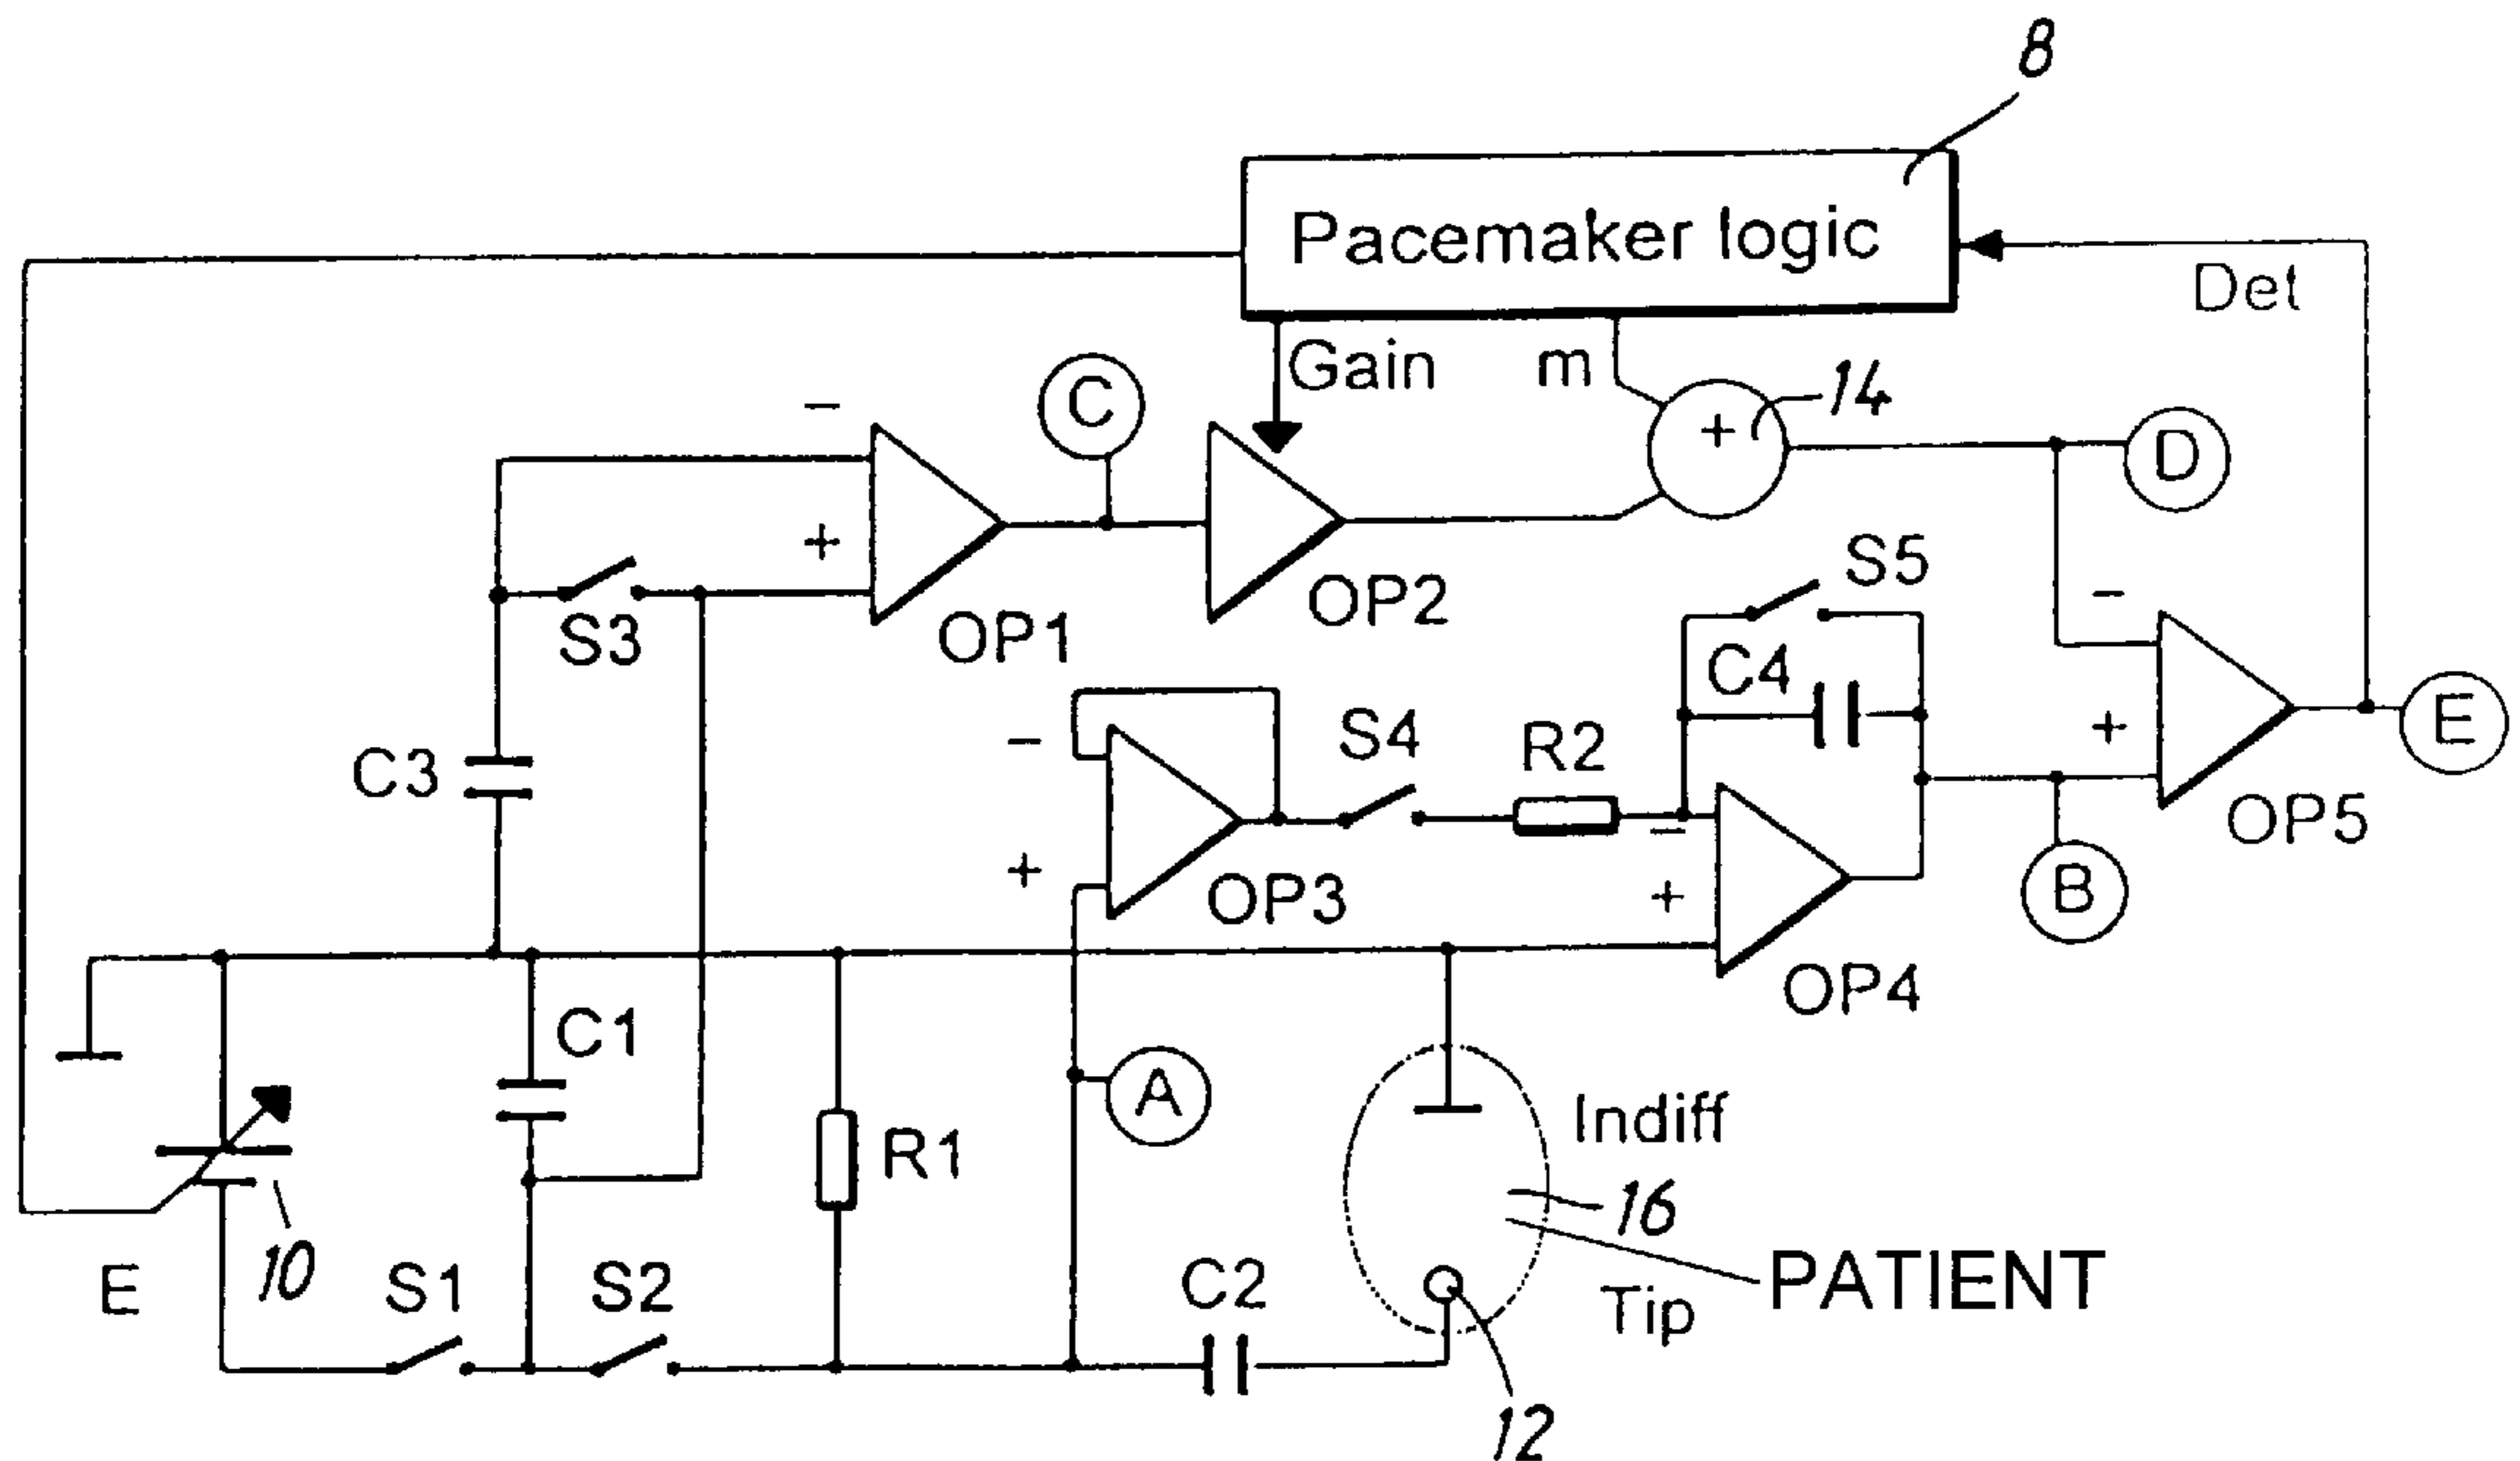 8
Pacemaker logic
Det
Gain
m
14
C
−
+
+
D
S5
S3
OP1
OP2
C4
−
−
S4
R2
E
C3
+
OP5
+
OP3
−
+
B
OP4
C1
A
Indiff
R1
16
PATIENT
E
10
S1
S2
C2
Tip
12